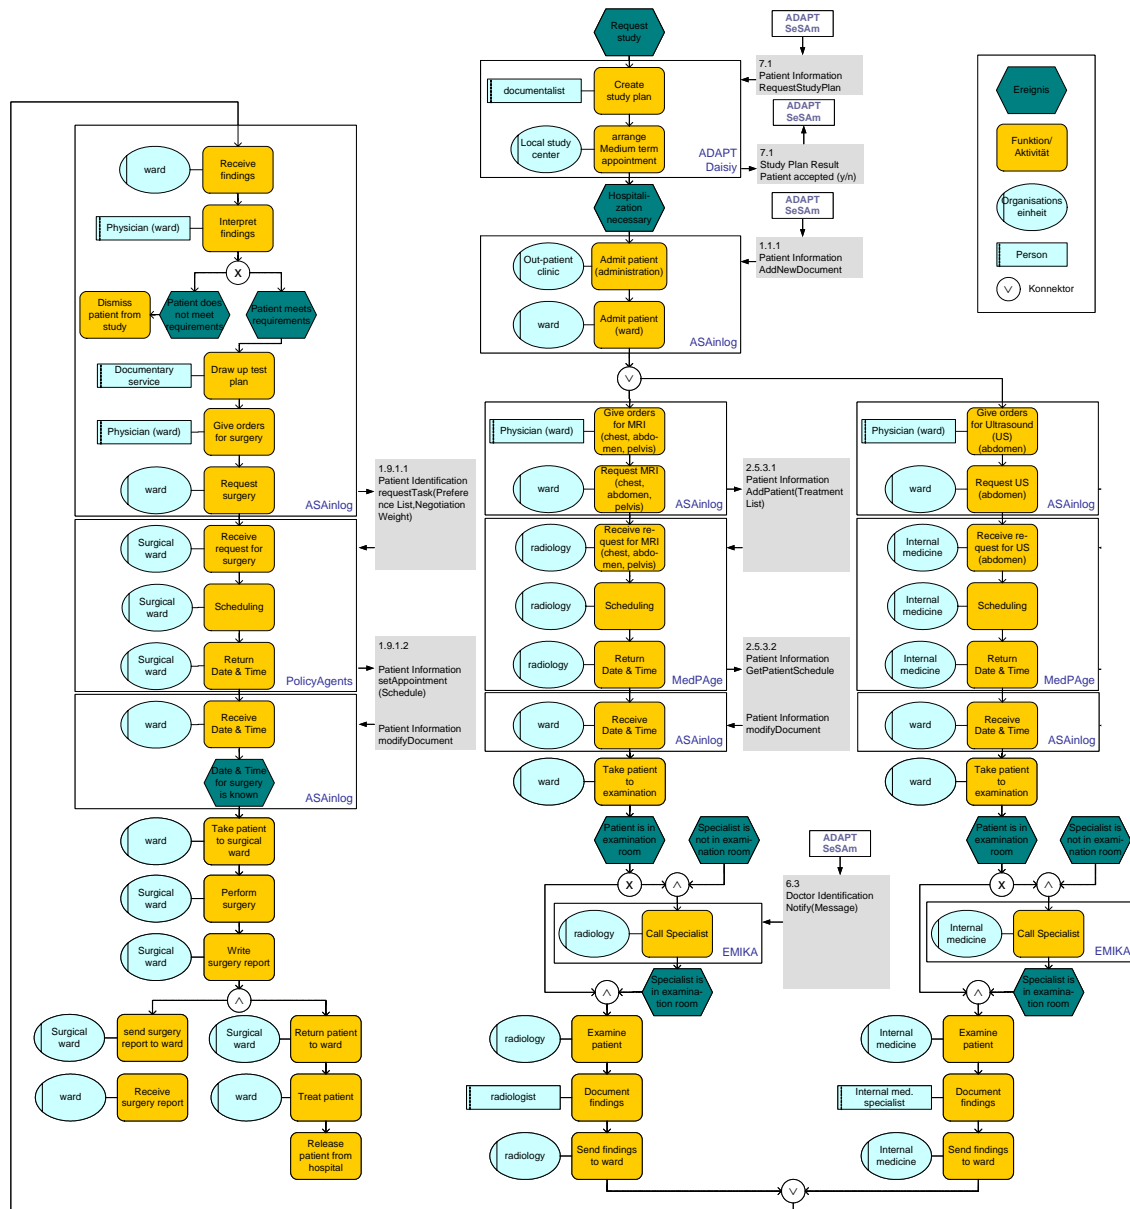 Request
study
ADAPT
SeSAm
7.1
Patient Information
RequestStudyPlan
documentalist
Create
study plan
ADAPT
SeSAm
Local study
center
arrange
Medium term
appointment
ADAPT
Daisiy
7.1
Study Plan Result
Patient accepted (y/n)
Hospitali-
zation
necessary
ADAPT
SeSAm
Out-patient
clinic
Admit patient
(administration)
1.1.1
Patient Information
AddNewDocument
ward
Admit patient
(ward)
ASAinlog
Ereignis
Funktion/
Aktivität
Organisations
einheit
Person
Konnektor
ward
Receive
findings
Physician (ward)
Interpret
findings
X
Dismiss
patient from
study
Patient does
not meet
requirements
Patient meets
requirements
Documentary
service
Draw up test
plan
Physician (ward)
Give orders
for surgery
ward
Request
surgery
ASAinlog
1.9.1.1
Patient Identification
requestTask(Prefere
nce List,Negotiation
Weight)
Surgical
ward
Receive
request for
surgery
Surgical
ward
Scheduling
Surgical
ward
Return
Date & Time
PolicyAgents
1.9.1.2
Patient Information
setAppointment
(Schedule)
Patient Information
modifyDocument
ward
Receive
Date & Time
Date & Time
for surgery
is known
ASAinlog
ward
Take patient
to surgical
ward
Surgical
ward
Perform
surgery
Surgical
ward
Write
surgery report
Surgical
ward
send surgery
report to ward
Surgical
ward
Return patient
to ward
ward
Receive
surgery report
ward
Treat patient
Release
patient from
hospital
Physician (ward)
Give orders
for MRI
(chest, abdo-
men, pelvis)
ward
Request MRI
(chest,
abdomen,
pelvis)
ASAinlog
2.5.3.1
Patient Information
AddPatient(Treatment
List)
radiology
Receive re-
quest for MRI
(chest, abdo-
men, pelvis)
radiology
Scheduling
radiology
Return
Date & Time
MedPAge
2.5.3.2
Patient Information
GetPatientSchedule
Patient Information
modifyDocument
ward
Receive
Date & Time
ASAinlog
ward
Take patient
to
examination
Patient is in
examination
room
Specialist is
not in exami-
nation room
X
ADAPT
SeSAm
6.3
Doctor Identification
Notify(Message)
radiology
Call Specialist
EMIKA
Specialist is
in examina-
tion room
radiology
Examine
patient
radiologist
Document
findings
radiology
Send findings
to ward
Physician (ward)
Give orders
for Ultrasound
(US)
(abdomen)
ward
Request US
(abdomen)
ASAinlog
Internal
medicine
Receive re-
quest for US
(abdomen)
Internal
medicine
Scheduling
Internal
medicine
Return
Date & Time
MedPAge
ward
Receive
Date & Time
ASAinlog
ward
Take patient
to
examination
Patient is in
examination
room
Specialist is
not in exami-
nation room
X
Internal
medicine
Call Specialist
EMIKA
Specialist is
in examina-
tion room
Internal
medicine
Examine
patient
Internal med.
specialist
Document
findings
Internal
medicine
Send findings
to ward